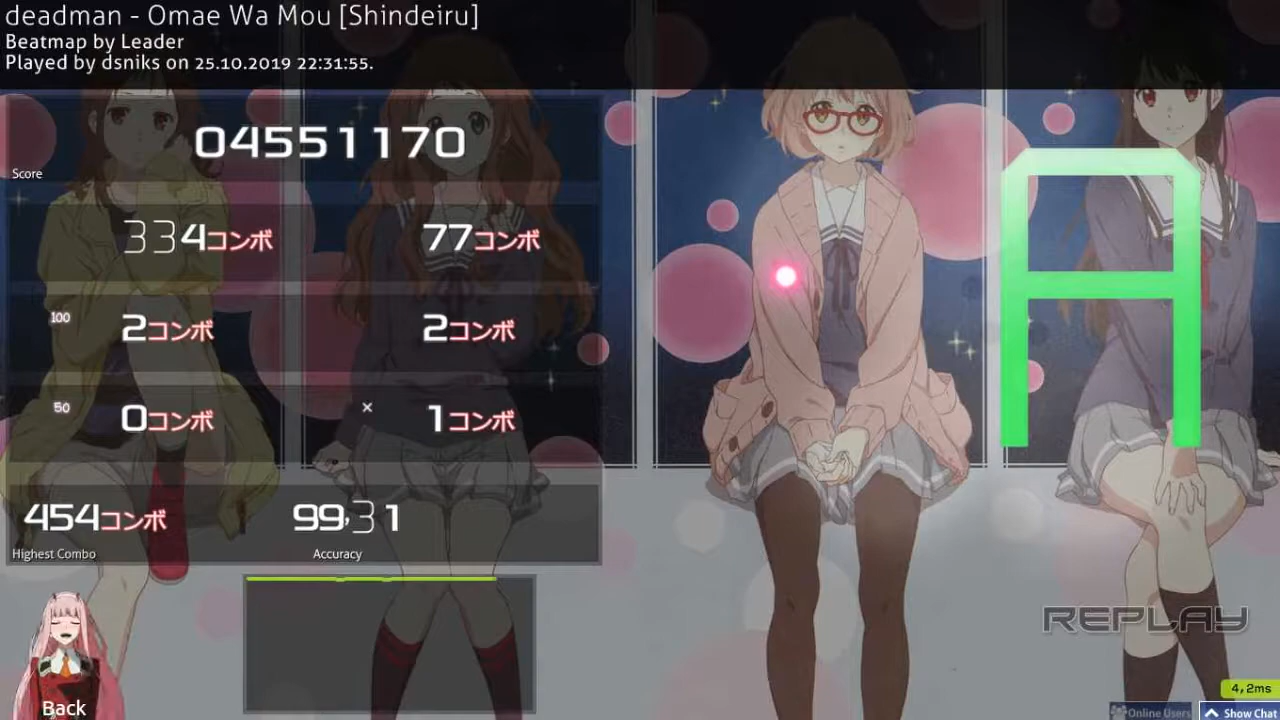 deadman - Omae Wa Mou [Shindeiru]
Beatmap by Leader
Played by dsniks on 25.10.2019 22:31:55.
04551170
Score
334コンボ 77コンボ
100 2コンボ 2コンボ
50 0コンボ × 1コンボ
454コンボ 99,31
Highest Combo Accuracy
A
REPLAY
4,2ms
Back
Online Users Show Chat